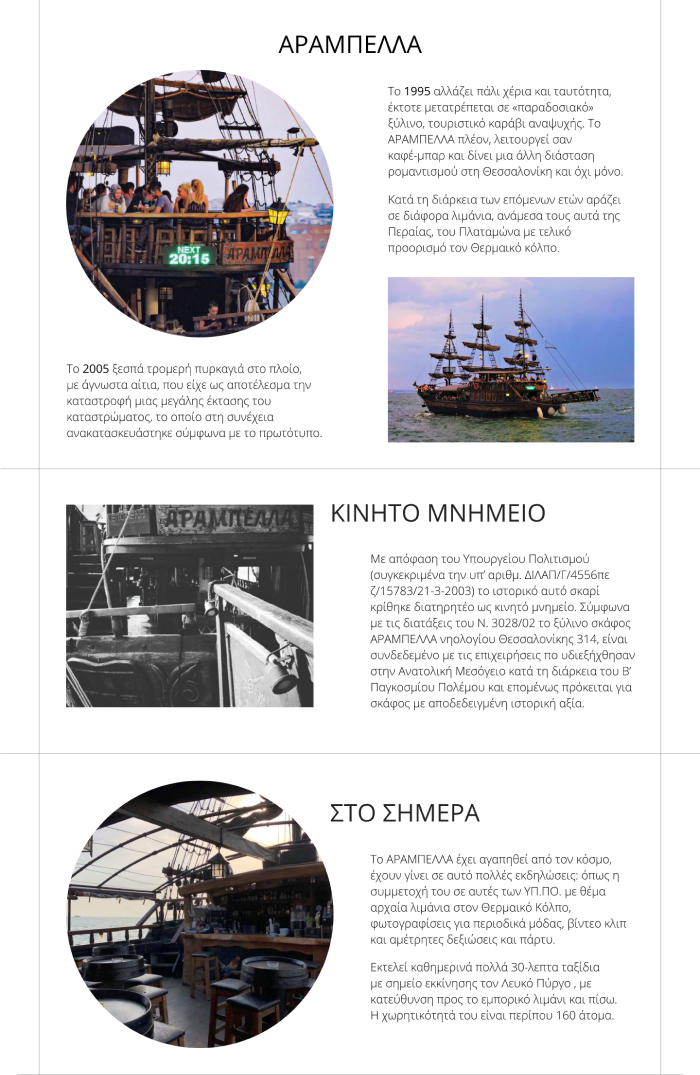 ΑΡΑΜΠΕΛΛΑ
Το 1995 αλλάζει πάλι χέρια και ταυτότητα,
έκτοτε μετατρέπεται σε «παραδοσιακό»
ξύλινο, τουριστικό καράβι αναψυχής. Το
ΑΡΑΜΠΕΛΛΑ πλέον, λειτουργεί σαν
καφέ-μπαρ και δίνει μια άλλη διάσταση
ρομαντισμού στη Θεσσαλονίκη και όχι μόνο.
Κατά τη διάρκεια των επόμενων ετών αράζει
σε διάφορα λιμάνια, ανάμεσα τους αυτά της
Περαίας, του Πλαταμώνα με τελικό
προορισμό τον Θερμαικό κόλπο.
NEXT
20:15
ΑΡΑΜΠΕΛΛΑ
Το 2005 ξεσπά τρομερή πυρκαγιά στο πλοίο,
με άγνωστα αίτια, που είχε ως αποτέλεσμα την
καταστροφή μιας μεγάλης έκτασης του
καταστρώματος, το οποίο στη συνέχεια
ανακατασκευάστηκε σύμφωνα με το πρωτότυπο.
ΑΡΑΜΠΕΛΛΑ
ΚΙΝΗΤΟ ΜΝΗΜΕΙΟ
Με απόφαση του Υπουργείου Πολιτισμού
(συγκεκριμένα την υπ’ αριθμ. ΔΙΛΑΠ/Γ/4556πε
ζ/15783/21-3-2003) το ιστορικό αυτό σκαρί
κρίθηκε διατηρητέο ως κινητό μνημείο. Σύμφωνα
με τις διατάξεις του Ν. 3028/02 το ξύλινο σκάφος
ΑΡΑΜΠΕΛΛΑ νηολογίου Θεσσαλονίκης 314, είναι
συνδεδεμένο με τις επιχειρήσεις πο υδιεξήχθησαν
στην Ανατολική Μεσόγειο κατά τη διάρκεια του Β’
Παγκοσμίου Πολέμου και επομένως πρόκειται για
σκάφος με αποδεδειγμένη ιστορική αξία.
ΣΤΟ ΣΗΜΕΡΑ
Το ΑΡΑΜΠΕΛΛΑ έχει αγαπηθεί από τον κόσμο,
έχουν γίνει σε αυτό πολλές εκδηλώσεις: όπως η
συμμετοχή του σε αυτές των ΥΠ.ΠΟ. με θέμα
αρχαία λιμάνια στον Θερμαικό Κόλπο,
φωτογραφίσεις για περιοδικά μόδας, βίντεο κλιπ
και αμέτρητες δεξιώσεις και πάρτυ.
Εκτελεί καθημερινά πολλά 30-λεπτα ταξίδια
με σημείο εκκίνησης τον Λευκό Πύργο , με
κατεύθυνση προς το εμπορικό λιμάνι και πίσω.
Η χωρητικότητά του είναι περίπου 160 άτομα.